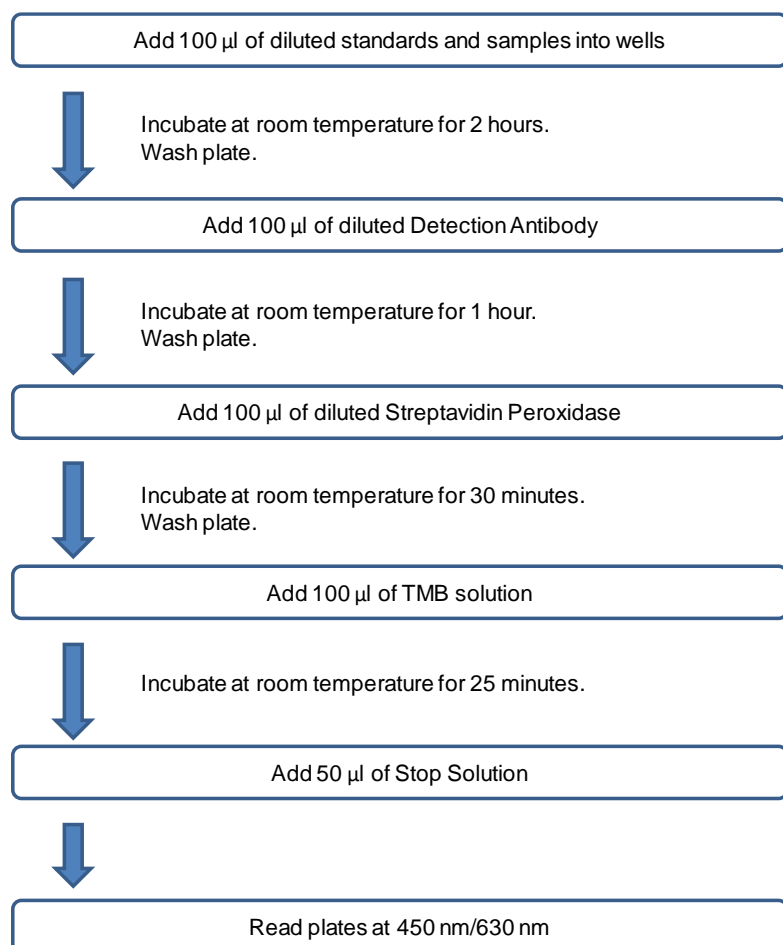 Add 100 µl of diluted standards and samples into wells
Incubate at room temperature for 2 hours.
Wash plate.
Add 100 µl of diluted Detection Antibody
Incubate at room temperature for 1 hour.
Wash plate.
Add 100 µl of diluted Streptavidin Peroxidase
Incubate at room temperature for 30 minutes.
Wash plate.
Add 100 µl of TMB solution
Incubate at room temperature for 25 minutes.
Add 50 µl of Stop Solution
Read plates at 450 nm/630 nm